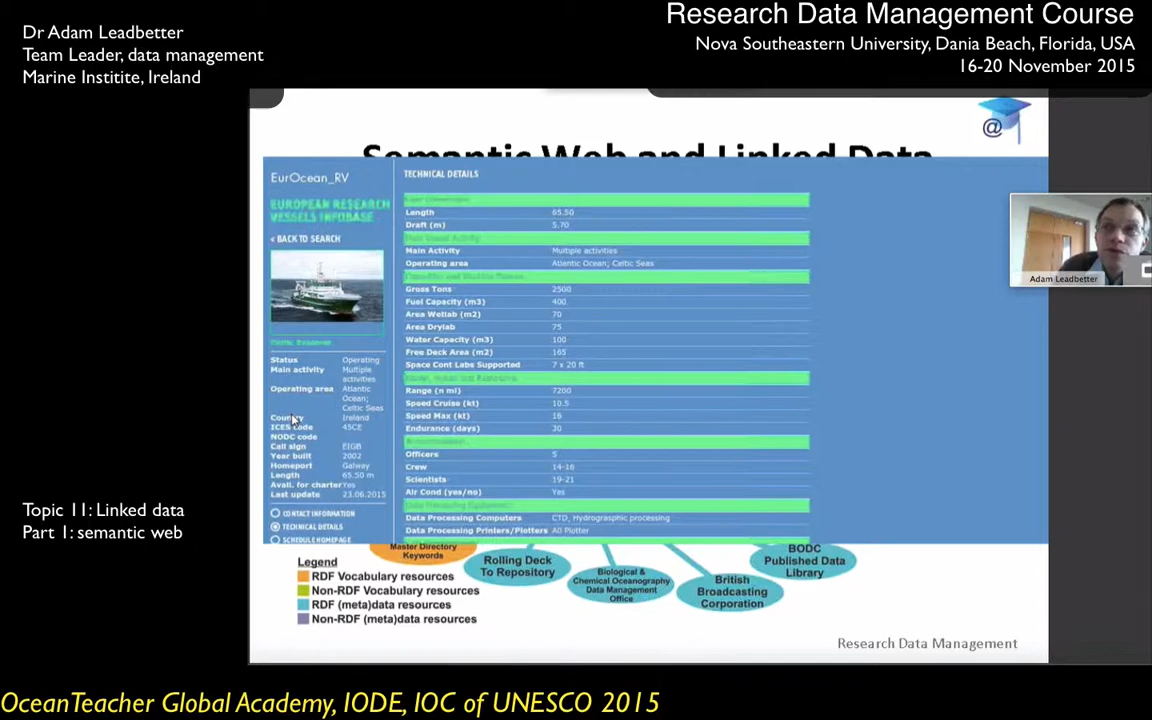 Dr Adam Leadbetter
Team Leader, data management
Marine Institite, Ireland
Research Data Management Course
Nova Southeastern University, Dania Beach, Florida, USA
16-20 November 2015
@
Semantic Web and Linked Data
EurOcean_RV
EUROPEAN RESEARCH
VESSELS INFOBASE
< BACK TO SEARCH
Status Operating
Main activity Multiple
activities
Operating area Atlantic
Ocean;
Celtic Seas
Country Ireland
ICES code 45CE
NODC code
Call sign EIGB
Year built 2002
Homeport Galway
Length 65.50 m
Avail. for charter Yes
Last update 23.06.2015
CONTACT INFORMATION
TECHNICAL DETAILS
SCHEDULE HOMEPAGE
TECHNICAL DETAILS
Length 65.50
Draft (m) 5.70
Main Activity Multiple activities
Operating area Atlantic Ocean; Celtic Seas
Gross Tons 2500
Fuel Capacity (m3) 400
Area Wetlab (m2) 70
Area Drylab 75
Water Capacity (m3) 100
Free Deck Area (m2) 165
Space Cont Labs Supported 7 x 20 ft
Range (n mi) 7200
Speed Cruise (kt) 10.5
Speed Max (kt) 16
Endurance (days) 30
Officers 5
Crew 14-16
Scientists 19-21
Air Cond (yes/no) Yes
Data Processing Computers CTD, Hydrographic processing
Data Processing Printers/Plotters A0 Plotter
Adam Leadbetter
Topic 11: Linked data
Part 1: semantic web
Master Directory
Keywords
Rolling Deck
To Repository
Biological &
Chemical Oceanography
Data Management
Office
British
Broadcasting
Corporation
BODC
Published Data
Library
Legend
RDF Vocabulary resources
Non-RDF Vocabulary resources
RDF (meta)data resources
Non-RDF (meta)data resources
Research Data Management
OceanTeacher Global Academy, IODE, IOC of UNESCO 2015